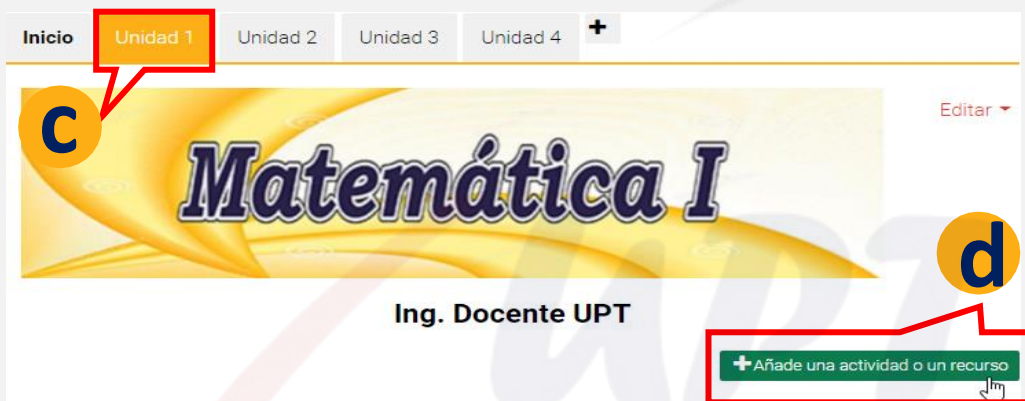 Inicio Unidad 1 Unidad 2 Unidad 3 Unidad 4 +
c
Editar
Matemática I
d
Ing. Docente UPT
+Añade una actividad o un recurso
UPT